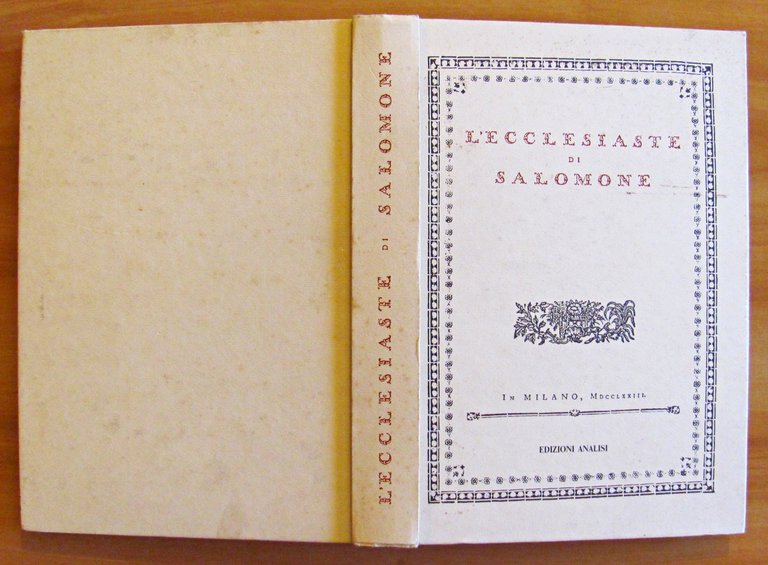 L'ECCLESIASTE DI SALOMONE
L'ECCLESIASTE
DI
SALOMONE
IN MILANO, MDCCLXXIII.
EDIZIONI ANALISI